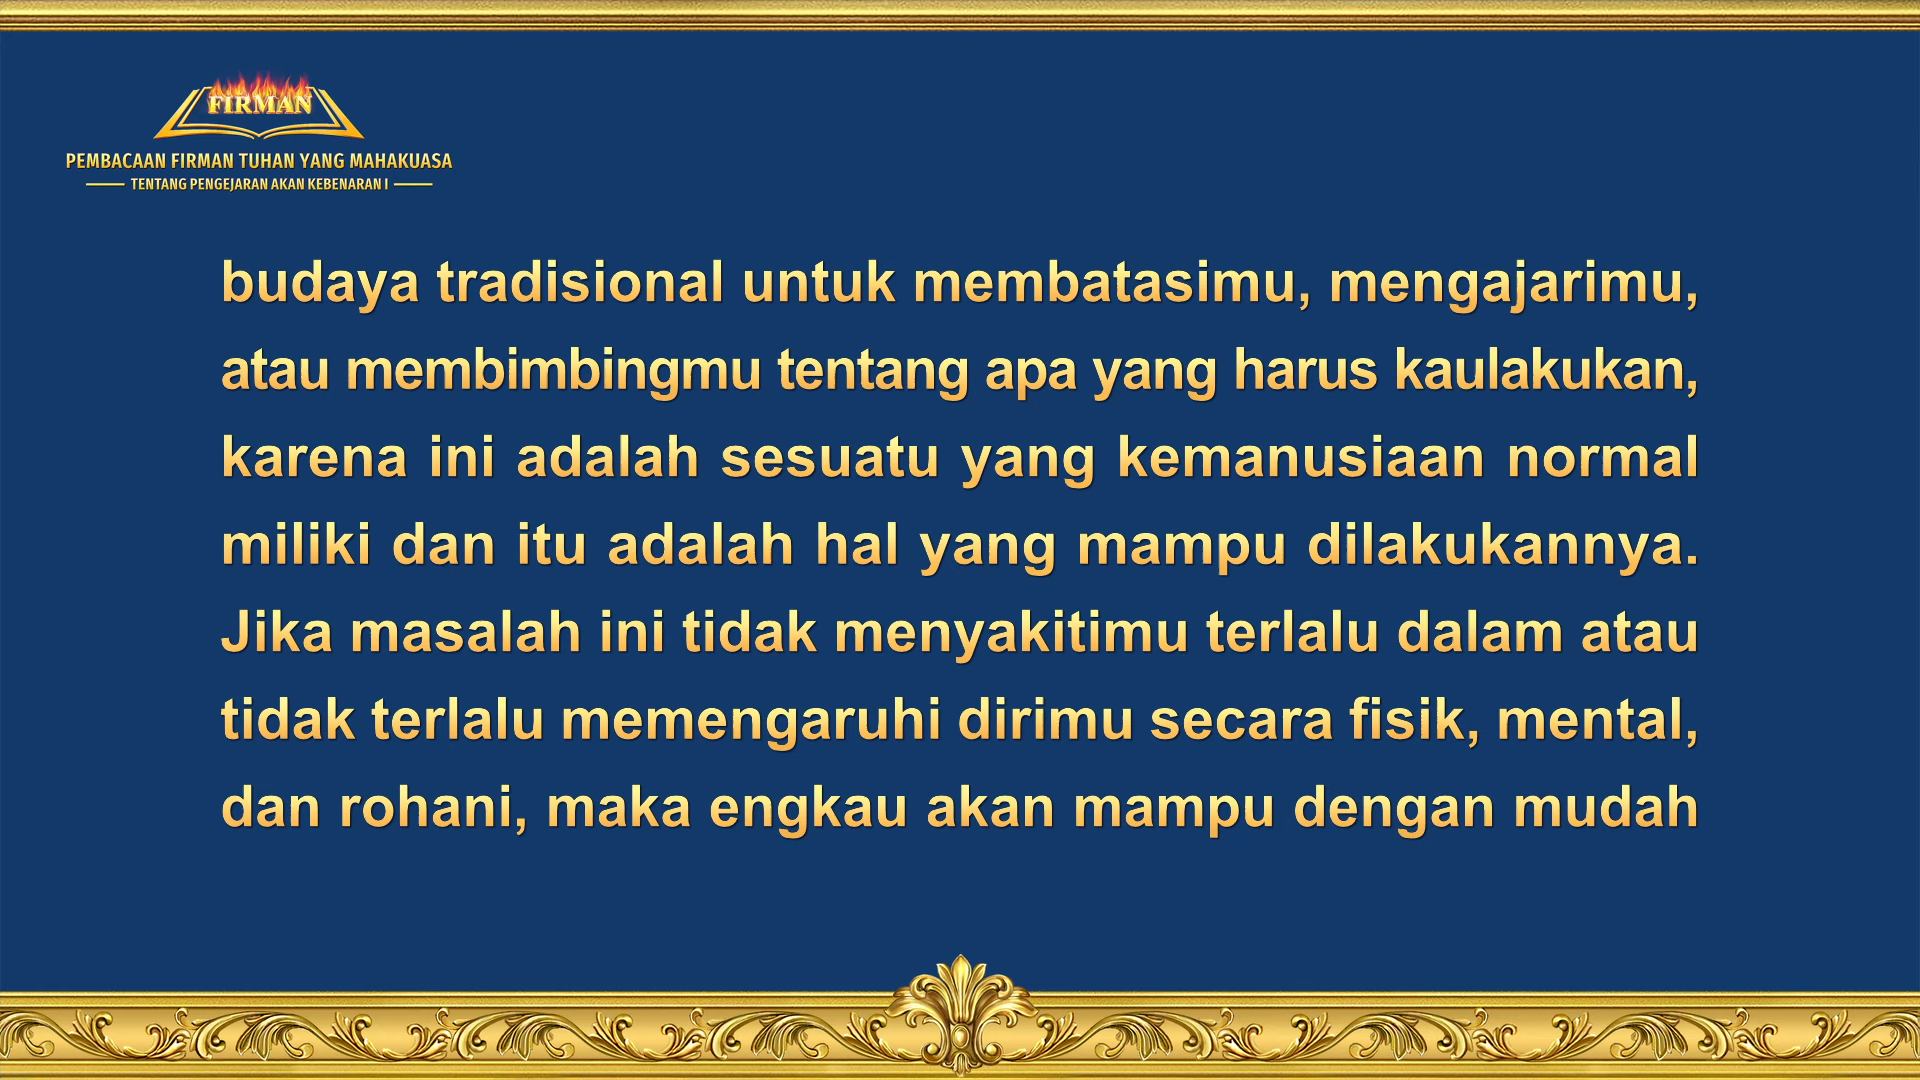 FIRMAN
PEMBACAAN FIRMAN TUHAN YANG MAHAKUASA
TENTANG PENGEJARAN AKAN KEBENARAN I
budaya tradisional untuk membatasimu, mengajarimu,
atau membimbingmu tentang apa yang harus kaulakukan,
karena ini adalah sesuatu yang kemanusiaan normal
miliki dan itu adalah hal yang mampu dilakukannya.
Jika masalah ini tidak menyakitimu terlalu dalam atau
tidak terlalu memengaruhi dirimu secara fisik, mental,
dan rohani, maka engkau akan mampu dengan mudah